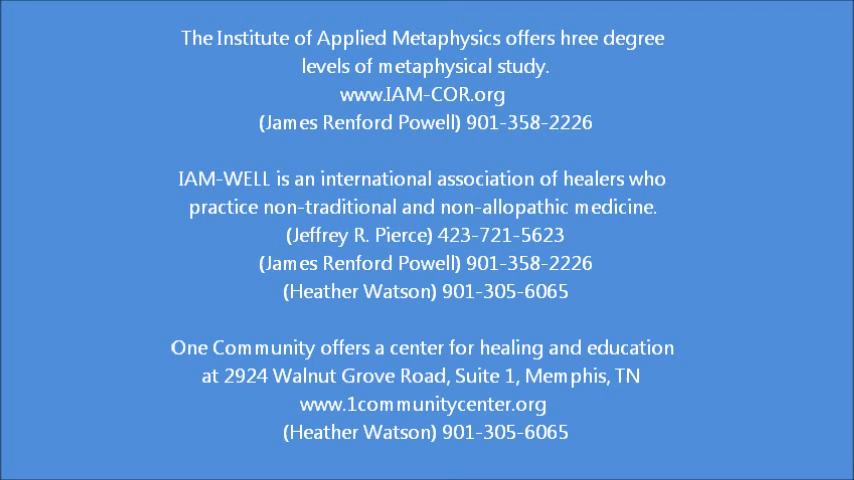 The Institute of Applied Metaphysics offers hree degree
levels of metaphysical study.
www.IAM-COR.org
(James Renford Powell) 901-358-2226
IAM-WELL is an international association of healers who
practice non-traditional and non-allopathic medicine.
(Jeffrey R. Pierce) 423-721-5623
(James Renford Powell) 901-358-2226
(Heather Watson) 901-305-6065
One Community offers a center for healing and education
at 2924 Walnut Grove Road, Suite 1, Memphis, TN
www.1communitycenter.org
(Heather Watson) 901-305-6065